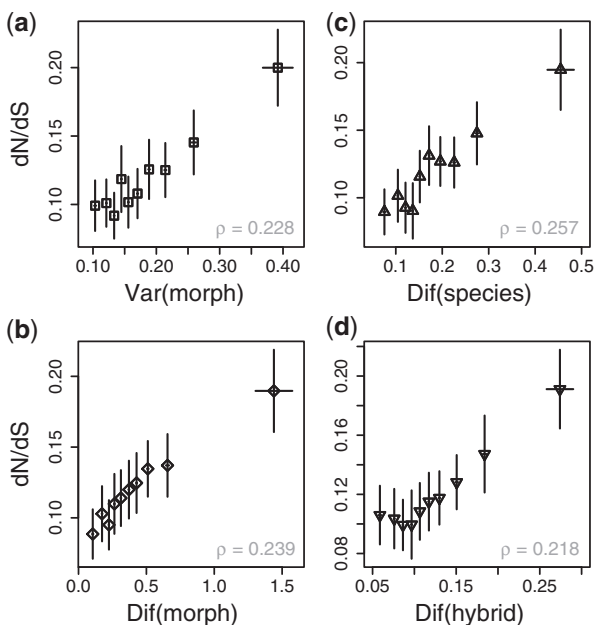 (a)
dN/dS
0.20
0.15
0.10
ρ = 0.228
0.10 0.20 0.30 0.40
Var(morph)
(c)
0.20
0.15
0.10
ρ = 0.257
0.1 0.2 0.3 0.4 0.5
Dif(species)
(b)
dN/dS
0.20
0.15
0.10
ρ = 0.239
0.0 0.5 1.0 1.5
Dif(morph)
(d)
0.20
0.16
0.12
0.08
ρ = 0.218
0.05 0.15 0.25
Dif(hybrid)